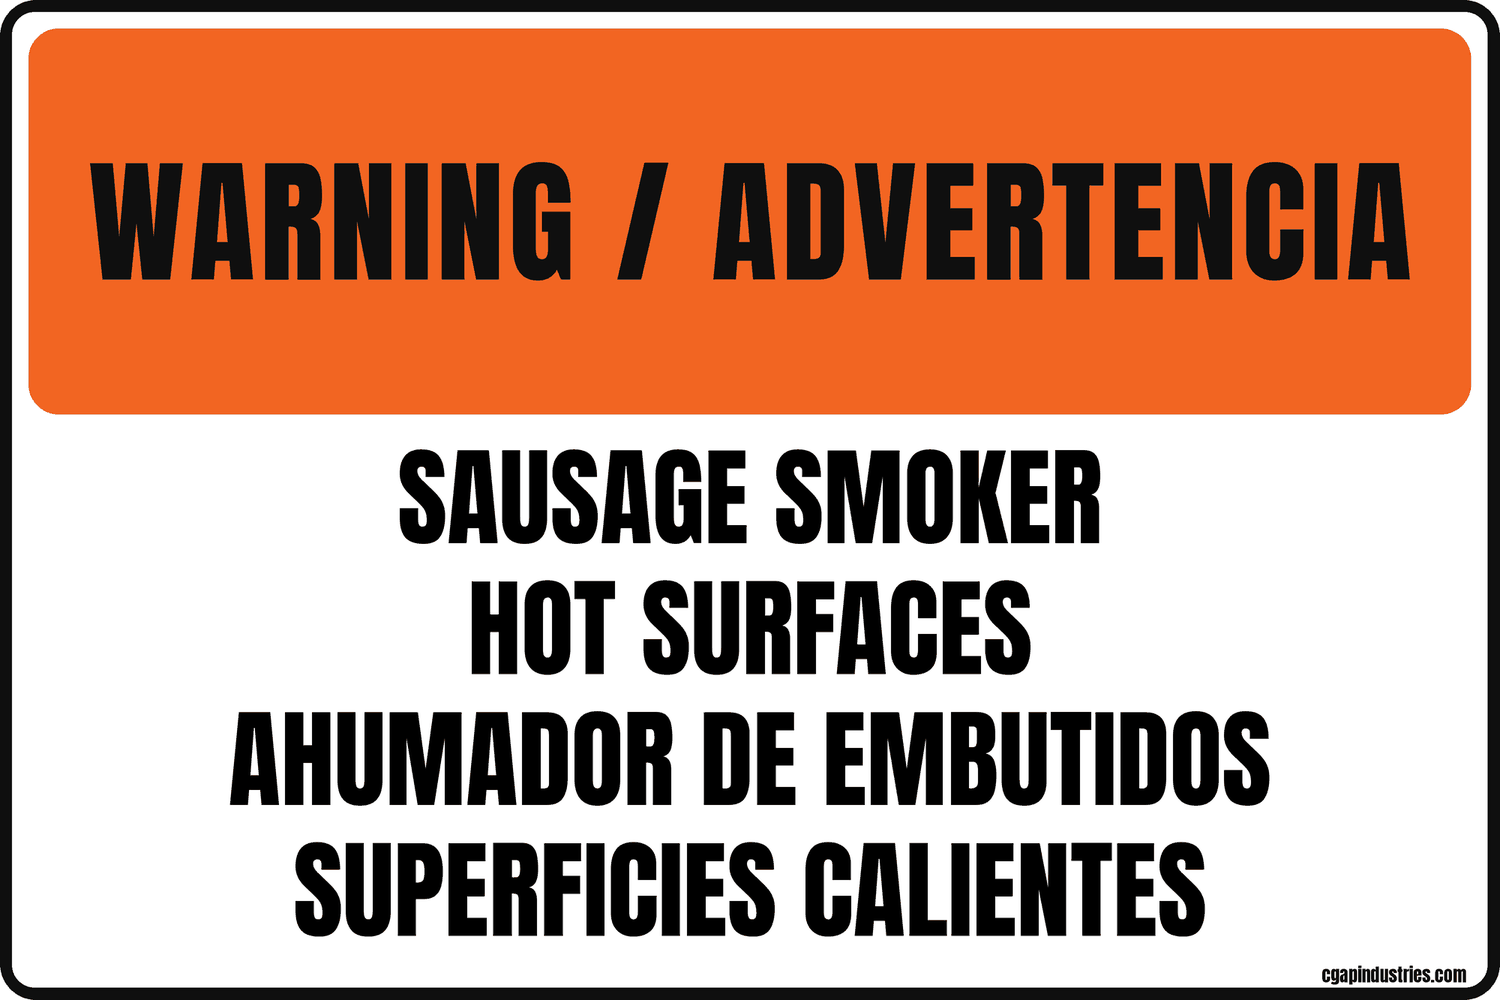 WARNING / ADVERTENCIA
SAUSAGE SMOKER
HOT SURFACES
AHUMADOR DE EMBUTIDOS
SUPERFICIES CALIENTES
cgapindustries.com